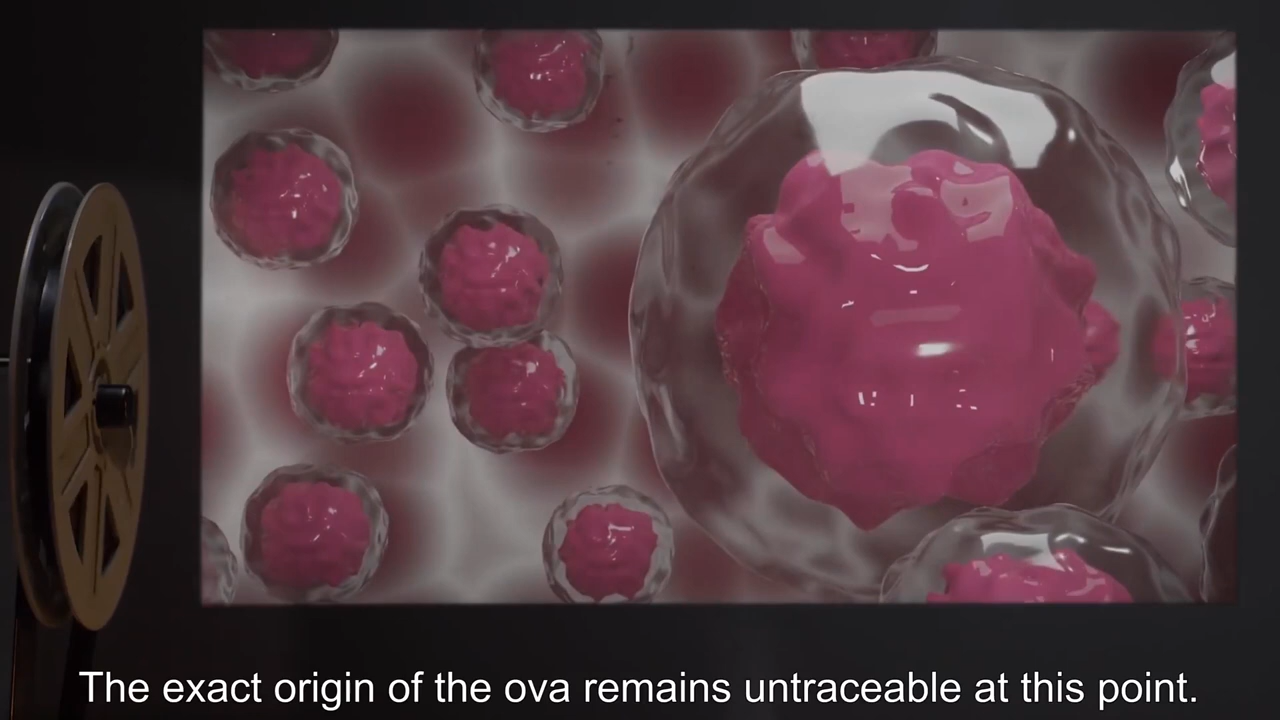 The exact origin of the ova remains untraceable at this point.